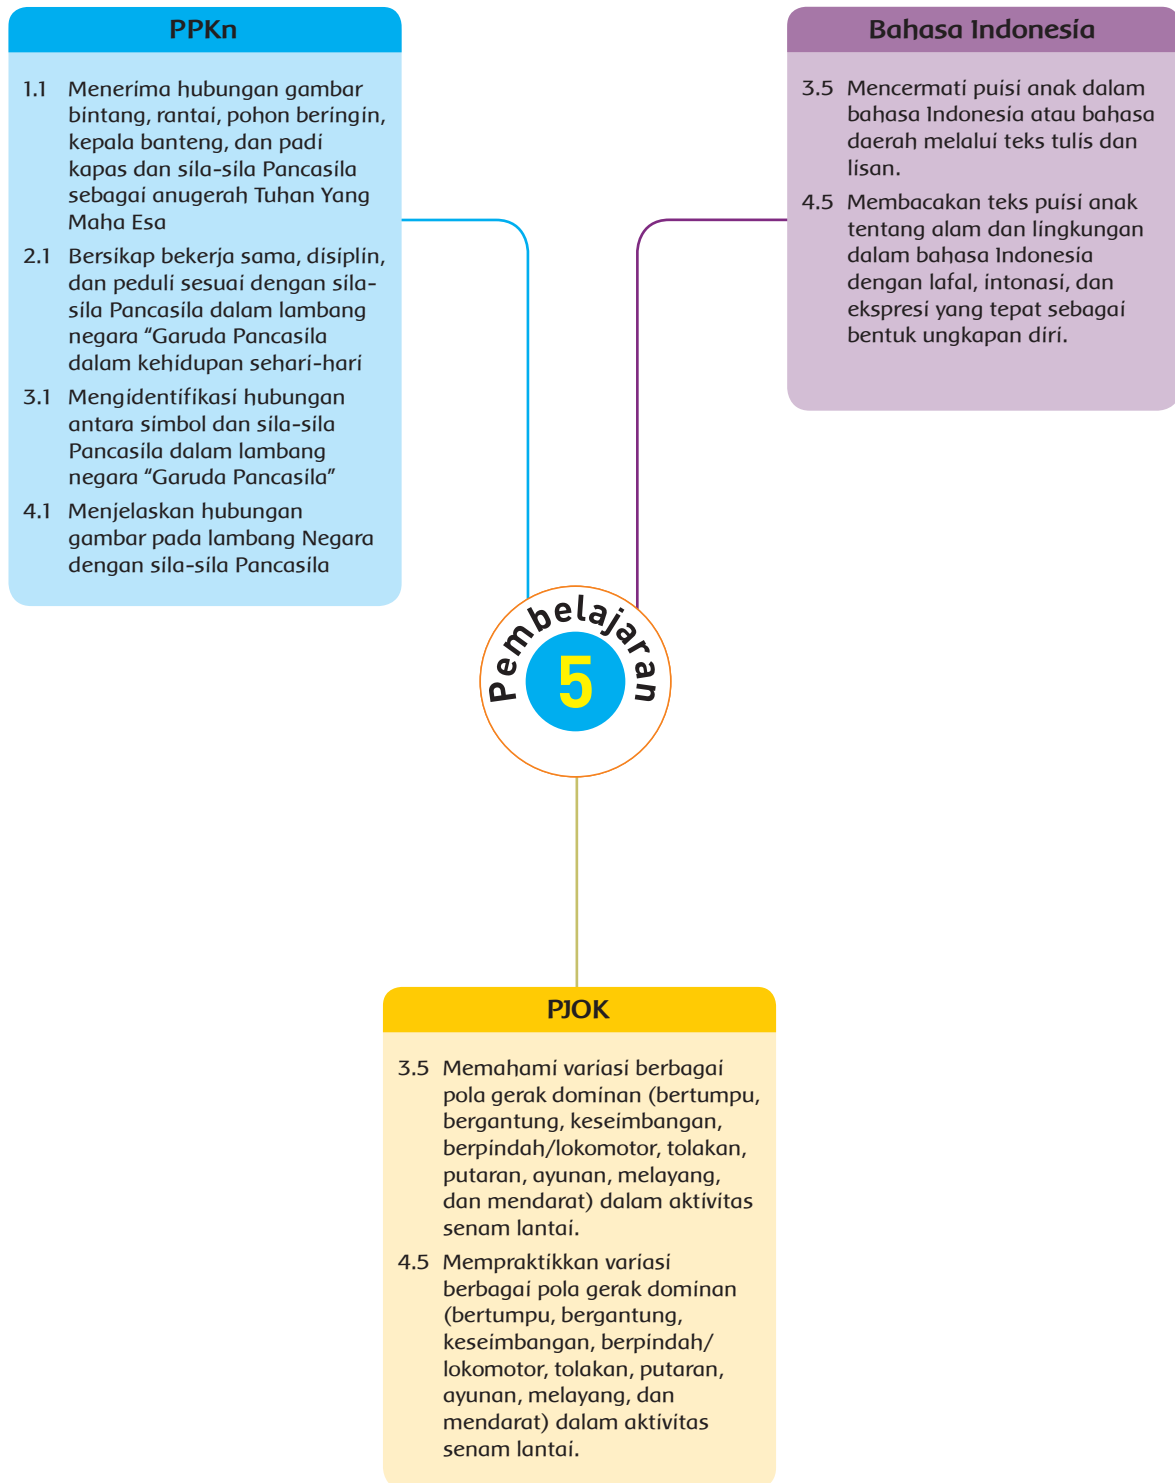 PPKn
1.1 Menerima hubungan gambar
bintang, rantai, pohon beringin,
kepala banteng, dan padi
kapas dan sila-sila Pancasila
sebagai anugerah Tuhan Yang
Maha Esa
2.1 Bersikap bekerja sama, disiplin,
dan peduli sesuai dengan sila-
sila Pancasila dalam lambang
negara “Garuda Pancasila
dalam kehidupan sehari-hari
3.1 Mengidentifikasi hubungan
antara simbol dan sila-sila
Pancasila dalam lambang
negara “Garuda Pancasila”
4.1 Menjelaskan hubungan
gambar pada lambang Negara
dengan sila-sila Pancasila
Bahasa Indonesia
3.5 Mencermati puisi anak dalam
bahasa Indonesia atau bahasa
daerah melalui teks tulis dan
lisan.
4.5 Membacakan teks puisi anak
tentang alam dan lingkungan
dalam bahasa Indonesia
dengan lafal, intonasi, dan
ekspresi yang tepat sebagai
bentuk ungkapan diri.
Pembelajaran
5
PJOK
3.5 Memahami variasi berbagai
pola gerak dominan (bertumpu,
bergantung, keseimbangan,
berpindah/lokomotor, tolakan,
putaran, ayunan, melayang,
dan mendarat) dalam aktivitas
senam lantai.
4.5 Mempraktikkan variasi
berbagai pola gerak dominan
(bertumpu, bergantung,
keseimbangan, berpindah/
lokomotor, tolakan, putaran,
ayunan, melayang, dan
mendarat) dalam aktivitas
senam lantai.